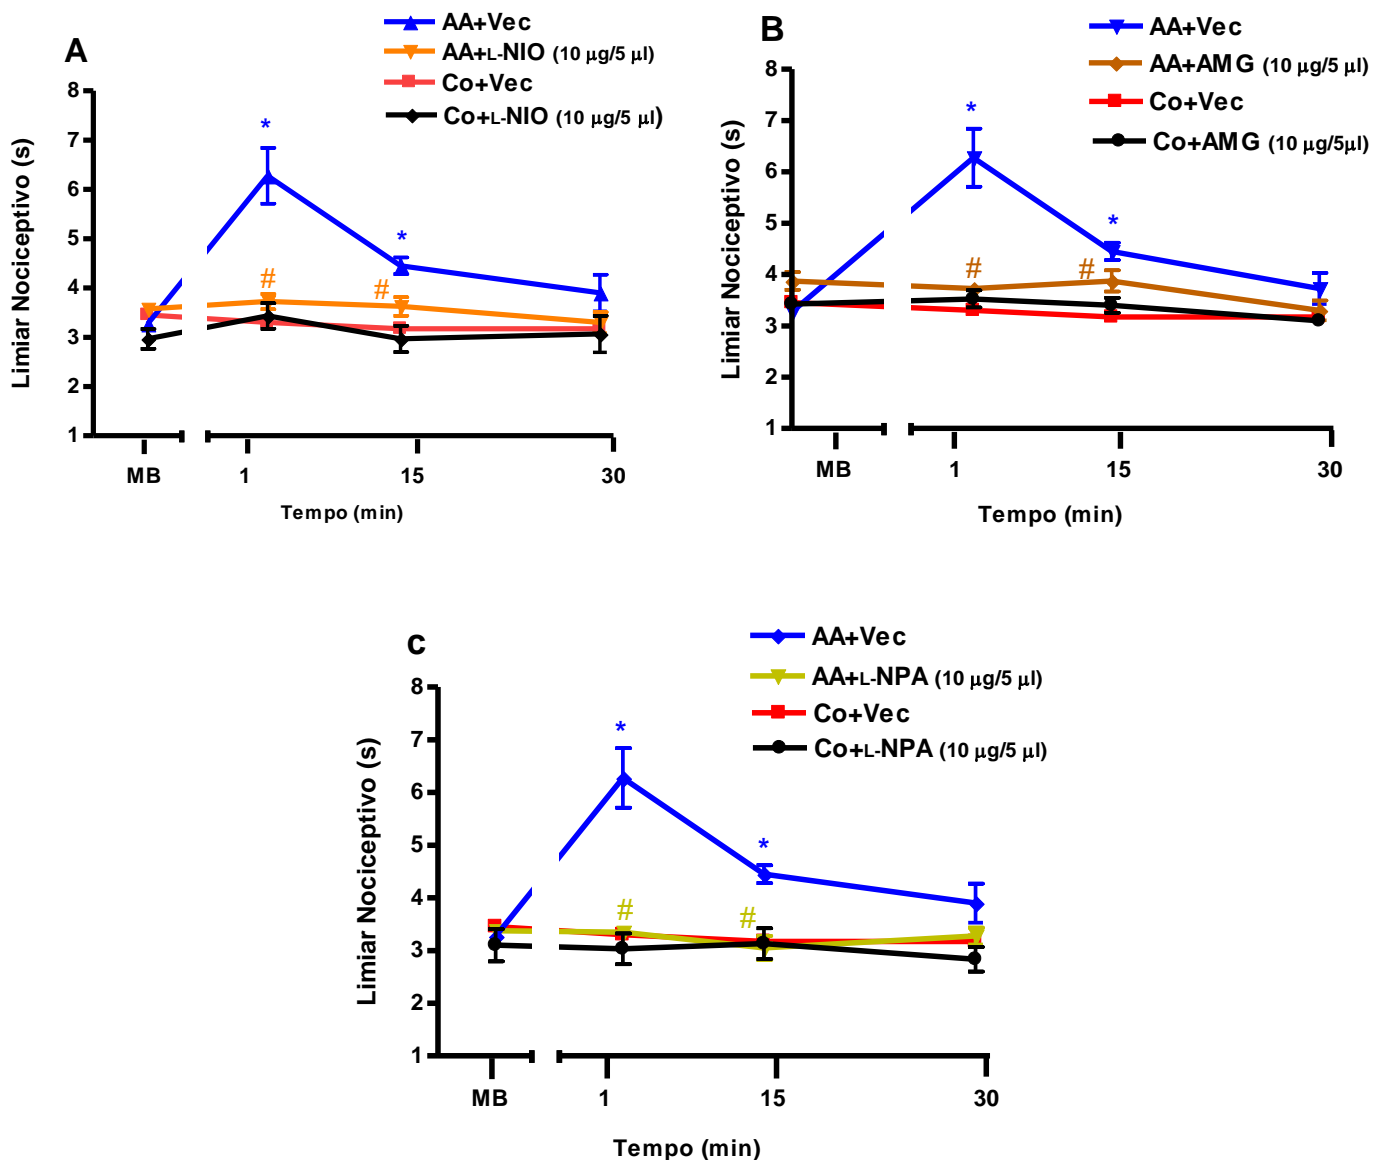 A
AA+Vec
AA+L-NIO (10 µg/5 µl)
Co+Vec
Co+L-NIO (10 µg/5 µl)
Limiar Nociceptivo (s)
8
7
6
5
4
3
2
1
*
*
#
#
MB
1
15
30
Tempo (min)
B
AA+Vec
AA+AMG (10 µg/5 µl)
Co+Vec
Co+AMG (10 µg/5µl)
Limiar Nociceptivo (s)
8
7
6
5
4
3
2
1
*
*
#
#
MB
1
15
30
Tempo (min)
C
AA+Vec
AA+L-NPA (10 µg/5 µl)
Co+Vec
Co+L-NPA (10 µg/5 µl)
Limiar Nociceptivo (s)
8
7
6
5
4
3
2
1
*
*
#
#
MB
1
15
30
Tempo (min)